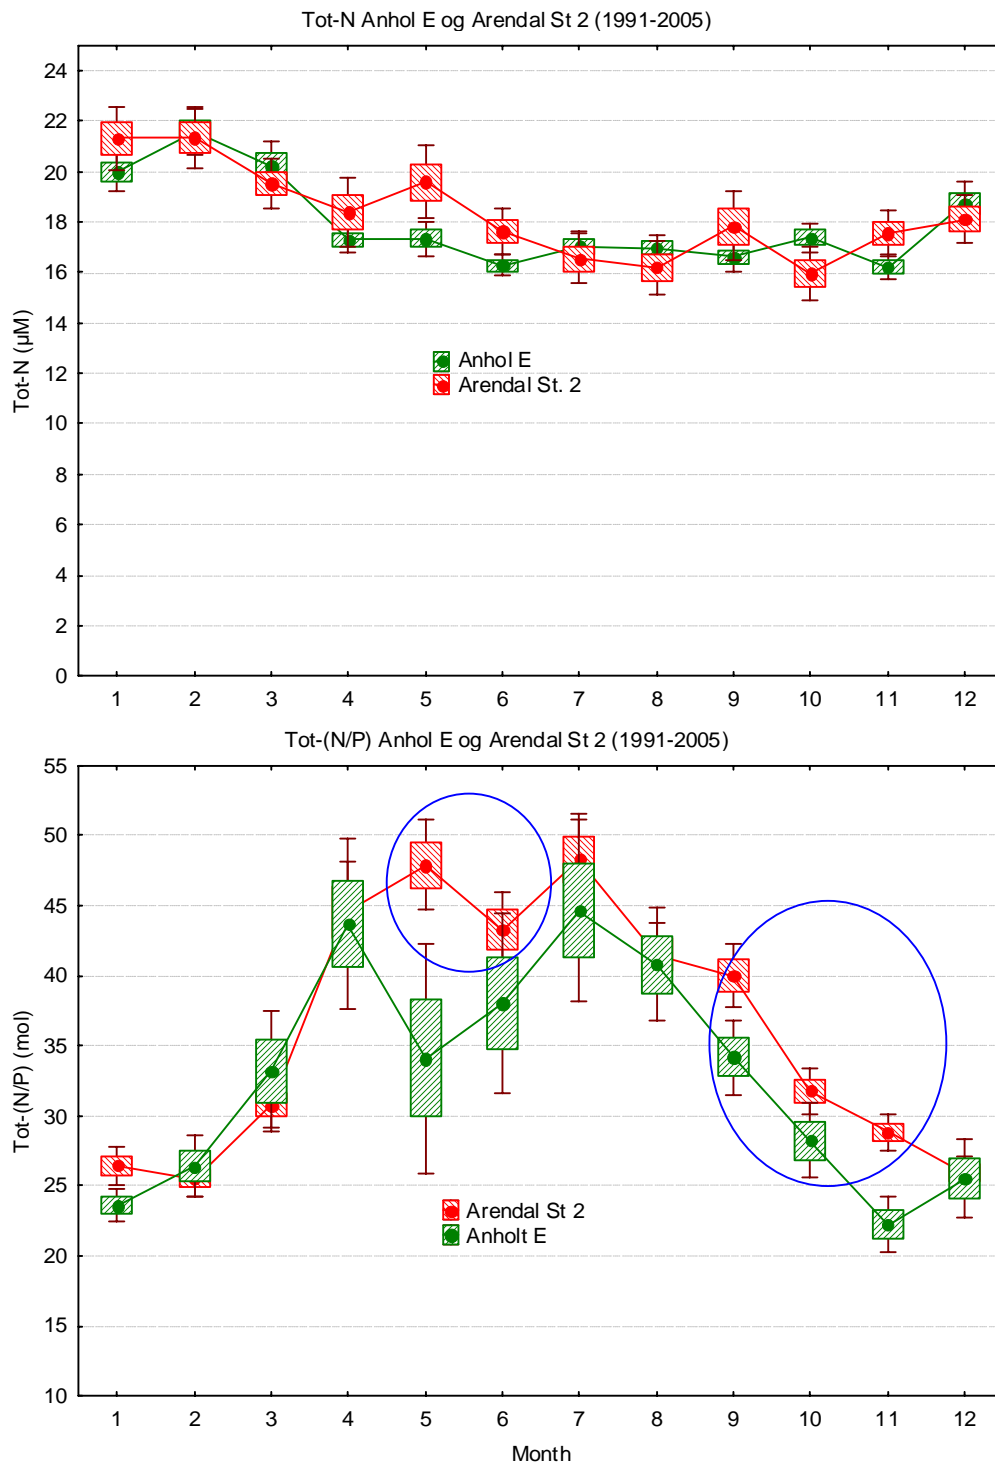 Tot-N Anhol E og Arendal St 2 (1991-2005)
24
22
20
18
16
14
12
10
8
6
4
2
0
Tot-N (µM)
Anhol E
Arendal St. 2
1 2 3 4 5 6 7 8 9 10 11 12
Tot-(N/P) Anhol E og Arendal St 2 (1991-2005)
55
50
45
40
35
30
25
20
15
10
Tot-(N/P) (mol)
Arendal St 2
Anholt E
1 2 3 4 5 6 7 8 9 10 11 12
Month